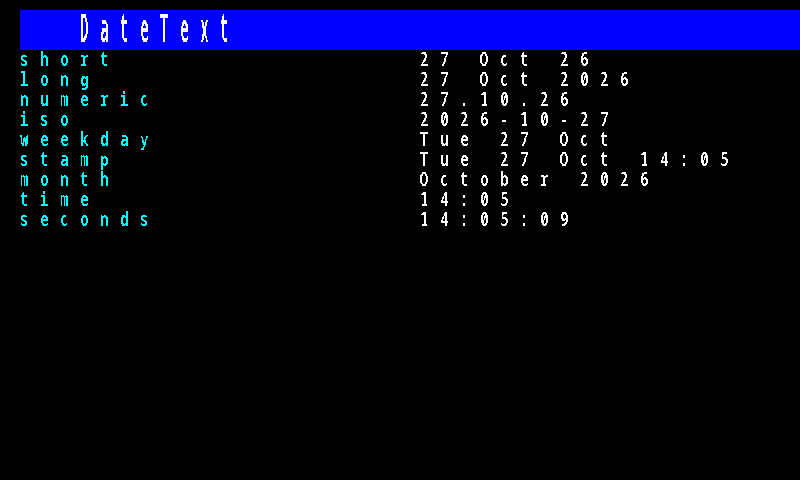 DateText
short 27 Oct 26
long 27 Oct 2026
numeric 27.10.26
iso 2026-10-27
weekday Tue 27 Oct
stamp Tue 27 Oct 14:05
month October 2026
time 14:05
seconds 14:05:09